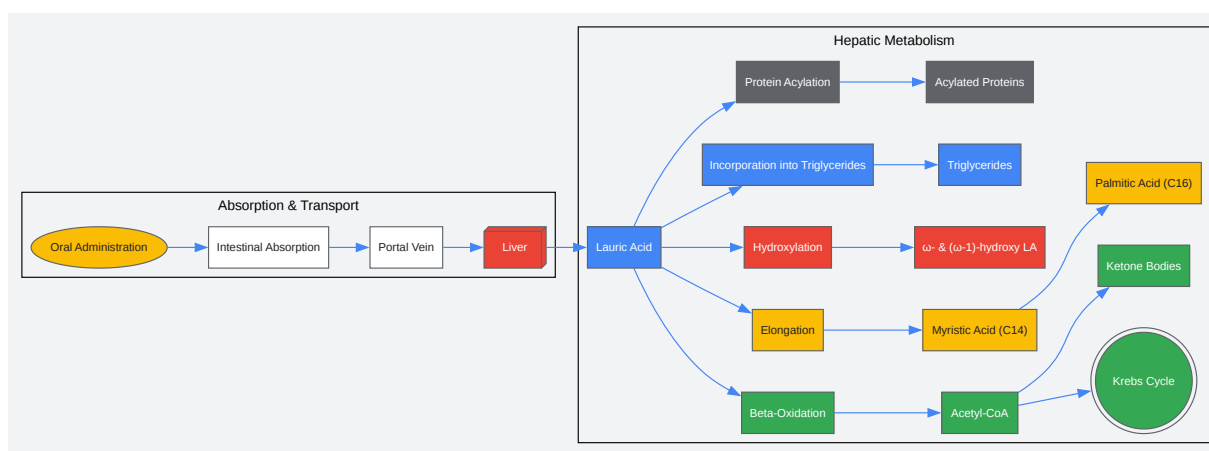 Absorption & Transport
Oral Administration
Intestinal Absorption
Portal Vein
Liver
Hepatic Metabolism
Lauric Acid
Protein Acylation
Acylated Proteins
Incorporation into Triglycerides
Triglycerides
Hydroxylation
ω- & (ω-1)-hydroxy LA
Elongation
Myristic Acid (C14)
Palmitic Acid (C16)
Beta-Oxidation
Acetyl-CoA
Ketone Bodies
Krebs Cycle